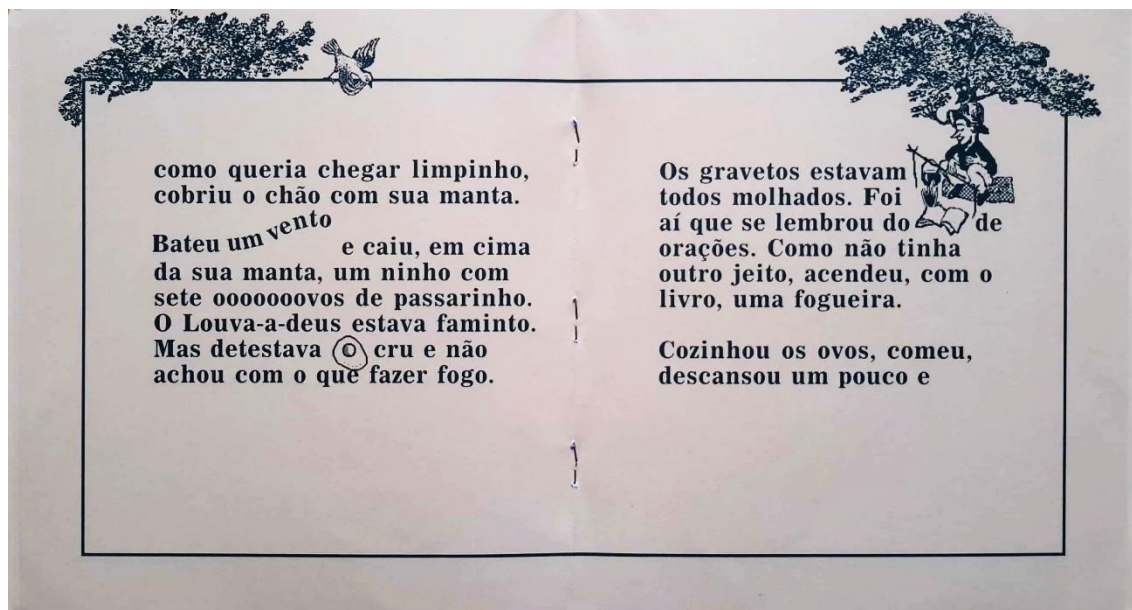 como queria chegar limpinho,
cobriu o chão com sua manta.
Bateu um vento
e caiu, em cima
da sua manta, um ninho com
sete ooooooovos de passarinho.
O Louva-a-deus estava faminto.
Mas detestava O cru e não
achou com o que fazer fogo.
Os gravetos estavam
todos molhados. Foi
aí que se lembrou do de
orações. Como não tinha
outro jeito, acendeu, com o
livro, uma fogueira.
Cozinhou os ovos, comeu,
descansou um pouco e